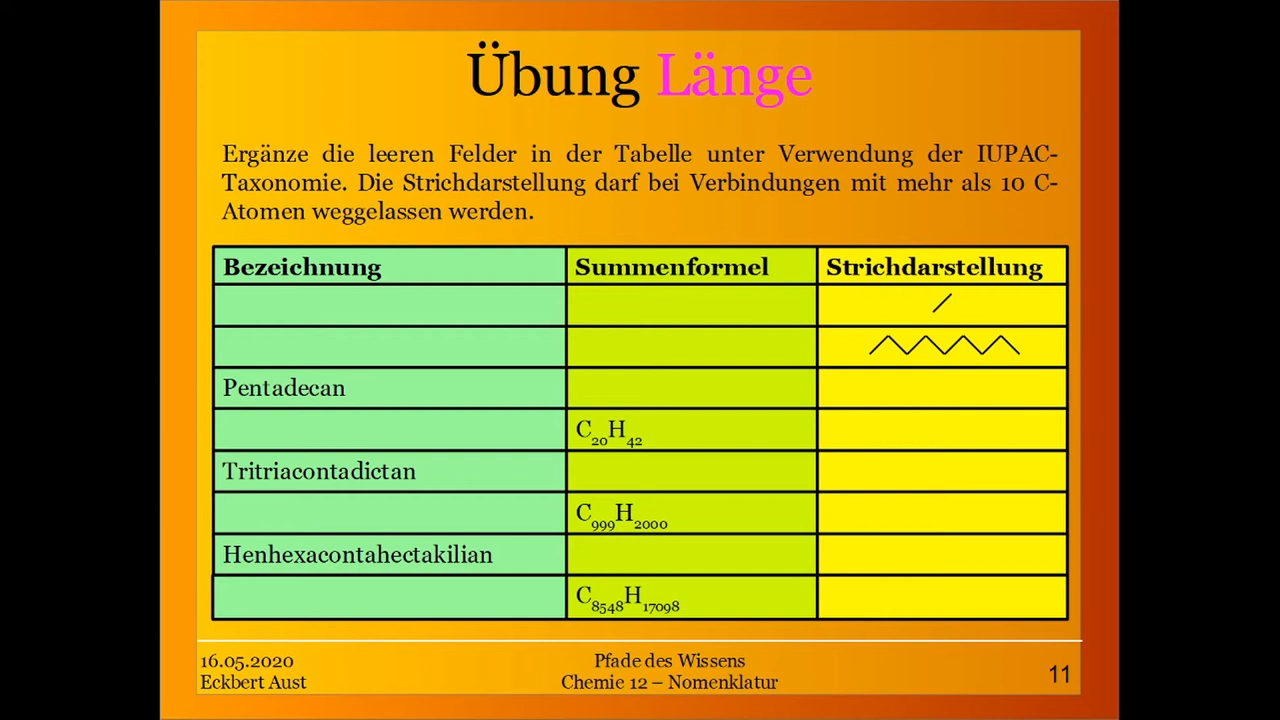 Übung Länge
Ergänze die leeren Felder in der Tabelle unter Verwendung der IUPAC-
Taxonomie. Die Strichdarstellung darf bei Verbindungen mit mehr als 10 C-
Atomen weggelassen werden.
Bezeichnung Summenformel Strichdarstellung
Pentadecan
C₂₀H₄₂
Tritriacontadictan
C₉₉₉H₂₀₀₀
Henhexacontahectakilian
C₈₅₄₈H₁₇₀₉₈
16.05.2020 Pfade des Wissens
Eckbert Aust Chemie 12 – Nomenklatur 11